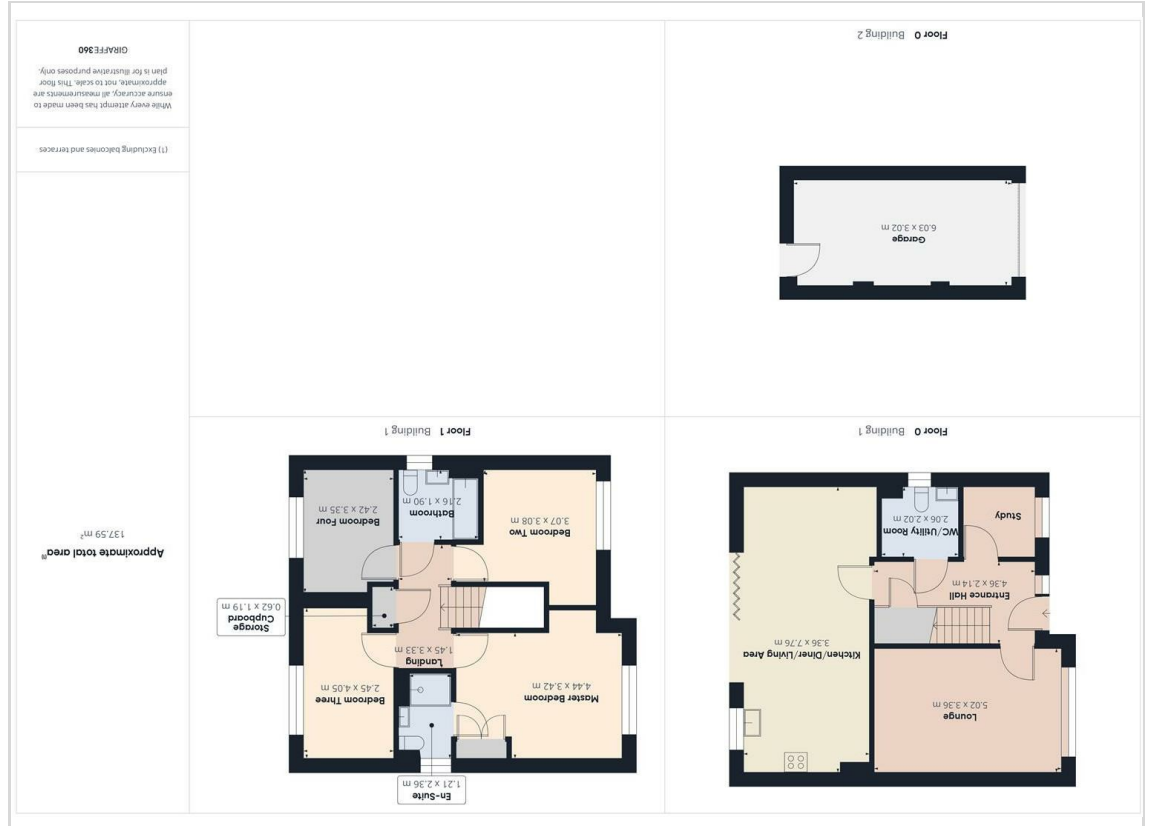 Floor 0 Building 1
Lounge
5.02 x 3.36 m
Kitchen/Diner/Living Area
3.36 x 7.76 m
Entrance Hall
4.36 x 2.14 m
WC/Utility Room
2.06 x 2.02 m
Study
Floor 1 Building 1
En-Suite
1.21 x 2.36 m
Master Bedroom
4.44 x 3.42 m
Bedroom Three
2.45 x 4.05 m
Landing
1.45 x 3.33 m
Storage
Cupboard
0.62 x 1.19 m
Bedroom Two
3.07 x 3.08 m
Bathroom
2.16 x 1.90 m
Bedroom Four
2.42 x 3.35 m
Floor 0 Building 2
Garage
6.03 x 3.02 m
Approximate total area(1)
137.59 m²
(1) Excluding balconies and terraces
While every attempt has been made to
ensure accuracy, all measurements are
approximate, not to scale. This floor
plan is for illustrative purposes only.
GIRAFFE360